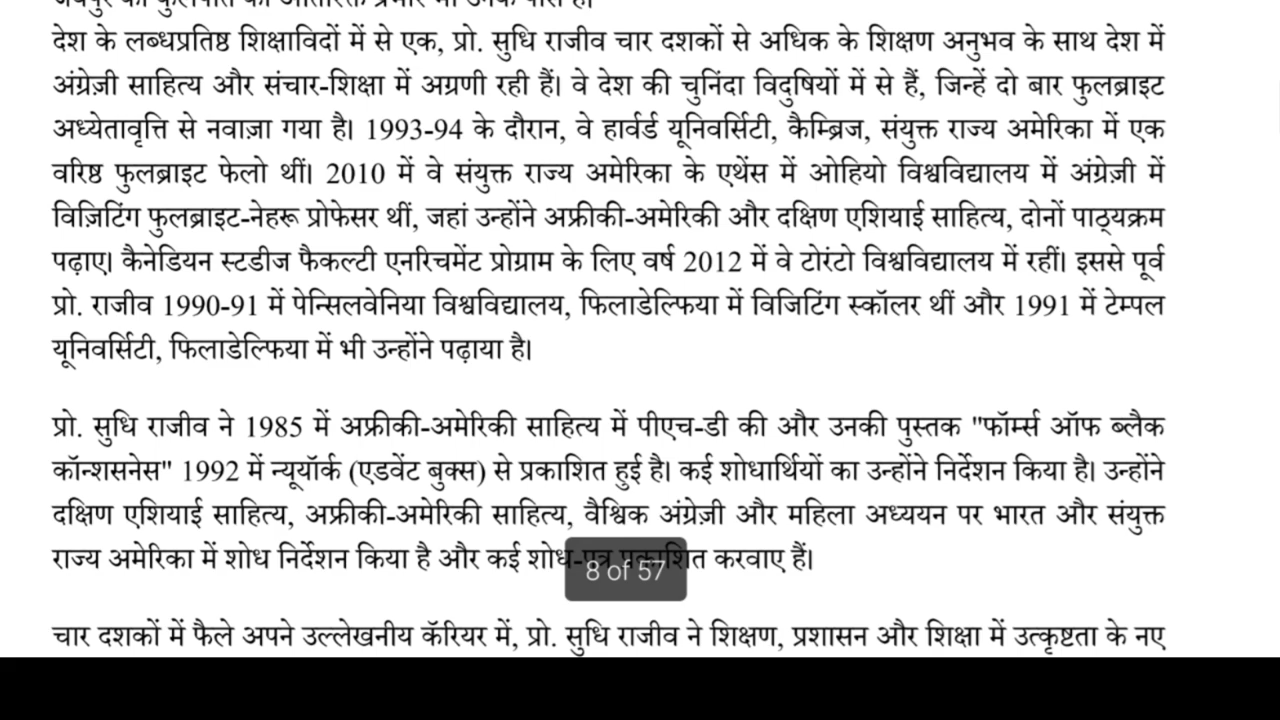 देश के लब्धप्रतिष्ठ शिक्षाविदों में से एक, प्रो. सुधि राजीव चार दशकों से अधिक के शिक्षण अनुभव के साथ देश में
अंग्रेज़ी साहित्य और संचार-शिक्षा में अग्रणी रही हैं। वे देश की चुनिंदा विदुषियों में से हैं, जिन्हें दो बार फुलब्राइट
अध्येतावृत्ति से नवाज़ा गया है। 1993-94 के दौरान, वे हार्वर्ड यूनिवर्सिटी, कैम्ब्रिज, संयुक्त राज्य अमेरिका में एक
वरिष्ठ फुलब्राइट फेलो थीं। 2010 में वे संयुक्त राज्य अमेरिका के एथेंस में ओहियो विश्वविद्यालय में अंग्रेज़ी में
विज़िटिंग फुलब्राइट-नेहरू प्रोफेसर थीं, जहां उन्होंने अफ्रीकी-अमेरिकी और दक्षिण एशियाई साहित्य, दोनों पाठ्यक्रम
पढ़ाए। कैनेडियन स्टडीज फैकल्टी एनरिचमेंट प्रोग्राम के लिए वर्ष 2012 में वे टोरंटो विश्वविद्यालय में रहीं। इससे पूर्व
प्रो. राजीव 1990-91 में पेन्सिलवेनिया विश्वविद्यालय, फिलाडेल्फिया में विजिटिंग स्कॉलर थीं और 1991 में टेम्पल
यूनिवर्सिटी, फिलाडेल्फिया में भी उन्होंने पढ़ाया है।
प्रो. सुधि राजीव ने 1985 में अफ्रीकी-अमेरिकी साहित्य में पीएच-डी की और उनकी पुस्तक "फॉर्म्स ऑफ ब्लैक
कॉन्शसनेस" 1992 में न्यूयॉर्क (एडवेंट बुक्स) से प्रकाशित हुई है। कई शोधार्थियों का उन्होंने निर्देशन किया है। उन्होंने
दक्षिण एशियाई साहित्य, अफ्रीकी-अमेरिकी साहित्य, वैश्विक अंग्रेज़ी और महिला अध्ययन पर भारत और संयुक्त
राज्य अमेरिका में शोध निर्देशन किया है और कई शोध-पत्र प्रकाशित करवाए हैं।
8 of 57
चार दशकों में फैले अपने उल्लेखनीय कॅरियर में, प्रो. सुधि राजीव ने शिक्षण, प्रशासन और शिक्षा में उत्कृष्टता के नए